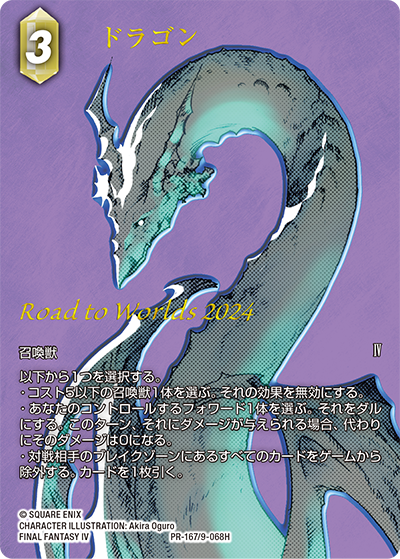 3
ドラゴン
Road to Worlds 2024
召喚獣
IV
以下から1つを選択する。
・コスト5以下の召喚獣1体を選ぶ。それの効果を無効にする。
・あなたのコントロールするフォワード1体を選ぶ。それをダル
にする。このターン、それにダメージが与えられる場合、代わり
にそのダメージは0になる。
・対戦相手のブレイクゾーンにあるすべてのカードをゲームから
除外する。カードを1枚引く。
© SQUARE ENIX
CHARACTER ILLUSTRATION: Akira Oguro
FINAL FANTASY IV
PR-167/9-068H